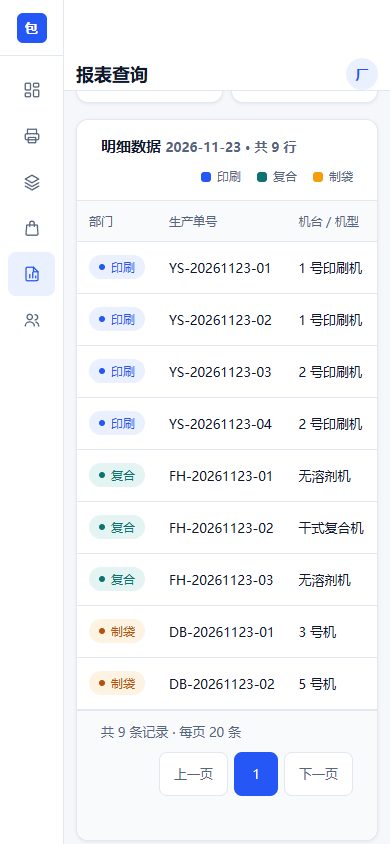 包
报表查询
厂
明细数据 2026-11-23 • 共 9 行
印刷 复合 制袋
部门 生产单号 机台 / 机型
印刷 YS-20261123-01 1 号印刷机
印刷 YS-20261123-02 1 号印刷机
印刷 YS-20261123-03 2 号印刷机
印刷 YS-20261123-04 2 号印刷机
复合 FH-20261123-01 无溶剂机
复合 FH-20261123-02 干式复合机
复合 FH-20261123-03 无溶剂机
制袋 DB-20261123-01 3 号机
制袋 DB-20261123-02 5 号机
共 9 条记录 · 每页 20 条
上一页 1 下一页